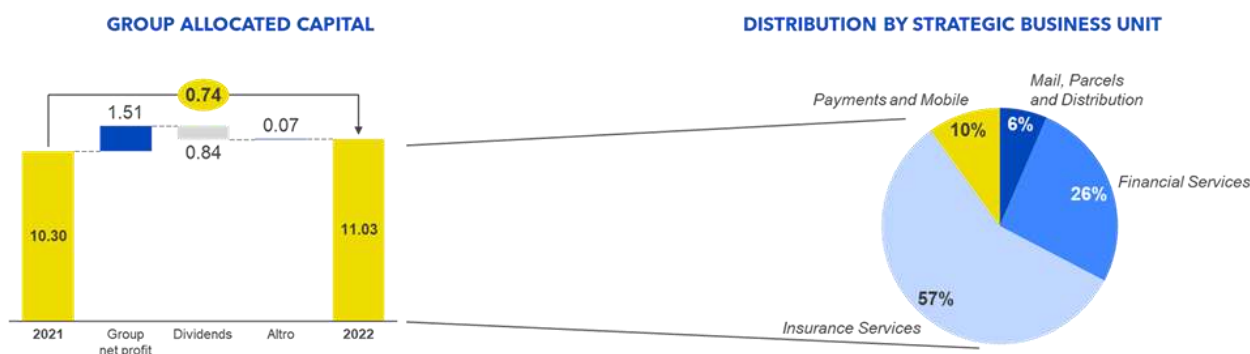 GROUP ALLOCATED CAPITAL
0.74
1.51
0.07
0.84
10.30
11.03
2021
Group
net profit
Dividends
Altro
2022
DISTRIBUTION BY STRATEGIC BUSINESS UNIT
Mail, Parcels
and Distribution
Payments and Mobile
10%
6%
Financial Services
26%
57%
Insurance Services